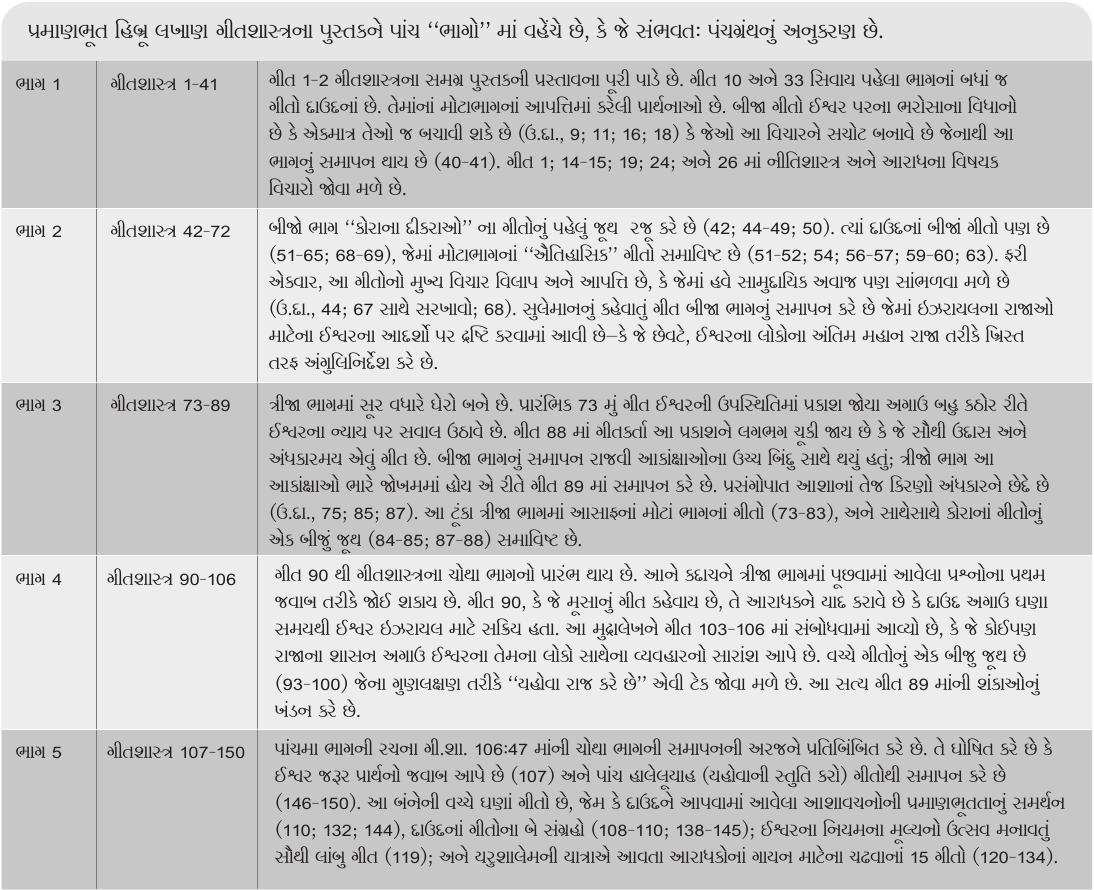 પ્રમાણભૂત હિબ્રૂ લખાણ ગીતશાસ્ત્રના પુસ્તકને પાંચ ‘‘ભાગો’’ માં વહેંચે છે, કે જે સંભવતઃ પંચગ્રંથનું અનુકરણ છે.
ભાગ 1 ગીતશાસ્ત્ર 1-41
ગીત 1-2 ગીતશાસ્ત્રના સમગ્ર પુસ્તકની પ્રસ્તાવના પૂરી પાડે છે. ગીત 10 અને 33 સિવાય પહેલા ભાગનાં બધાં જ
ગીતો દાઉદનાં છે. તેમાંનાં મોટાભાગનાં આપત્તિમાં કરેલી પ્રાર્થનાઓ છે. બીજા ગીતો ઈશ્વર પરના ભરોસાના વિધાનો
છે કે એકમાત્ર તેઓ જ બચાવી શકે છે (ઉ.દા., 9; 11; 16; 18) કે જેઓ આ વિચારને સચોટ બનાવે છે જેનાથી આ
ભાગનું સમાપન થાય છે (40-41). ગીત 1; 14-15; 19; 24; અને 26 માં નીતિશાસ્ત્ર અને આરાધના વિષયક
વિચારો જોવા મળે છે.
ભાગ 2 ગીતશાસ્ત્ર 42-72
બીજો ભાગ ‘‘કોરાના દીકરાઓ’’ ના ગીતોનું પહેલું જૂથ રજૂ કરે છે (42; 44-49; 50). ત્યાં દાઉદનાં બીજાં ગીતો પણ છે
(51-65; 68-69), જેમાં મોટાભાગનાં ‘‘ઐતિહાસિક’’ ગીતો સમાવિષ્ટ છે (51-52; 54; 56-57; 59-60; 63). ફરી
એકવાર, આ ગીતોનો મુખ્ય વિચાર વિલાપ અને આપત્તિ છે, કે જેમાં હવે સામુદાયિક અવાજ પણ સાંભળવા મળે છે
(ઉ.દા., 44; 67 સાથે સરખાવો; 68). સુલેમાનનું કહેવાતું ગીત બીજા ભાગનું સમાપન કરે છે જેમાં ઇઝરાયલના રાજાઓ
માટેના ઈશ્વરના આદર્શો પર દ્રષ્ટિ કરવામાં આવી છે–કે જે છેવટે, ઈશ્વરના લોકોના અંતિમ મહાન રાજા તરીકે ખ્રિસ્ત
તરફ અંગુલિનિર્દેશ કરે છે.
ભાગ 3 ગીતશાસ્ત્ર 73-89
ત્રીજા ભાગમાં સૂર વધારે ઘેરો બને છે. પ્રારંભિક 73 મું ગીત ઈશ્વરની ઉપસ્થિતિમાં પ્રકાશ જોયા અગાઉ બહુ કઠોર રીતે
ઈશ્વરના ન્યાય પર સવાલ ઉઠાવે છે. ગીત 88 માં ગીતકર્તા આ પ્રકાશને લગભગ ચૂકી જાય છે કે જે સૌથી ઉદાસ અને
અંધકારમય એવું ગીત છે. બીજા ભાગનું સમાપન રાજવી આકાંક્ષાઓના ઉચ્ચ બિંદુ સાથે થયું હતું; ત્રીજો ભાગ આ
આકાંક્ષાઓ ભારે જોખમમાં હોય એ રીતે ગીત 89 માં સમાપન કરે છે. પ્રસંગોપાત આશાનાં તેજ કિરણો અંધકારને છેદે છે
(ઉ.દા., 75; 85; 87). આ ટૂંકા ત્રીજા ભાગમાં આસાફનાં મોટાં ભાગનાં ગીતો (73-83), અને સાથેસાથે કોરાનાં ગીતોનું
એક બીજું જૂથ (84-85; 87-88) સમાવિષ્ટ છે.
ભાગ 4 ગીતશાસ્ત્ર 90-106
ગીત 90 થી ગીતશાસ્ત્રના ચોથા ભાગનો પ્રારંભ થાય છે. આને કદાચને ત્રીજા ભાગમાં પૂછવામાં આવેલા પ્રશ્નોના પ્રથમ
જવાબ તરીકે જોઈ શકાય છે. ગીત 90, કે જે મૂસાનું ગીત કહેવાય છે, તે આરાધકને યાદ કરાવે છે કે દાઉદ અગાઉ ઘણા
સમયથી ઈશ્વર ઇઝરાયલ માટે સક્રિય હતા. આ મુદ્રાલેખને ગીત 103-106 માં સંબોધવામાં આવ્યો છે, કે જે કોઈપણ
રાજાના શાસન અગાઉ ઈશ્વરના તેમના લોકો સાથેના વ્યવહારનો સારાંશ આપે છે. વચ્ચે ગીતોનું એક બીજુ જૂથ છે
(93-100) જેના ગુણલક્ષણ તરીકે ‘‘યહોવા રાજ કરે છે’’ એવી ટેક જોવા મળે છે. આ સત્ય ગીત 89 માંની શંકાઓનું
ખંડન કરે છે.
ભાગ 5 ગીતશાસ્ત્ર 107-150
પાંચમા ભાગની રચના ગી.શા. 106:47 માંની ચોથા ભાગની સમાપનની અરજને પ્રતિબિંબિત કરે છે. તે ઘોષિત કરે છે કે
ઈશ્વર જરૂર પ્રાર્થનો જવાબ આપે છે (107) અને પાંચ હાલેલૂયાહ (યહોવાની સ્તુતિ કરો) ગીતોથી સમાપન કરે છે
(146-150). આ બંનેની વચ્ચે ઘણાં ગીતો છે, જેમ કે દાઉદને આપવામાં આવેલા આશાવચનોની પ્રમાણભૂતતાનું સમર્થન
(110; 132; 144), દાઉદનાં ગીતોના બે સંગ્રહો (108-110; 138-145); ઈશ્વરના નિયમના મૂલ્યનો ઉત્સવ મનાવતું
સૌથી લાંબુ ગીત (119); અને યરુશાલેમની યાત્રાએ આવતા આરાધકોનાં ગાયન માટેના ચઢવાનાં 15 ગીતો (120-134).